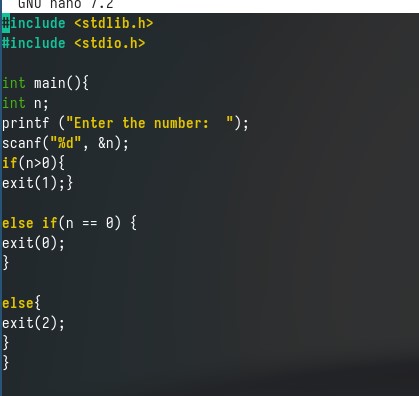 GNU nano 7.2
#include <stdlib.h>
#include <stdio.h>
int main(){
int n;
printf ("Enter the number:  ");
scanf("%d", &n);
if(n>0){
exit(1);}
else if(n == 0) {
exit(0);
}
else{
exit(2);
}
}